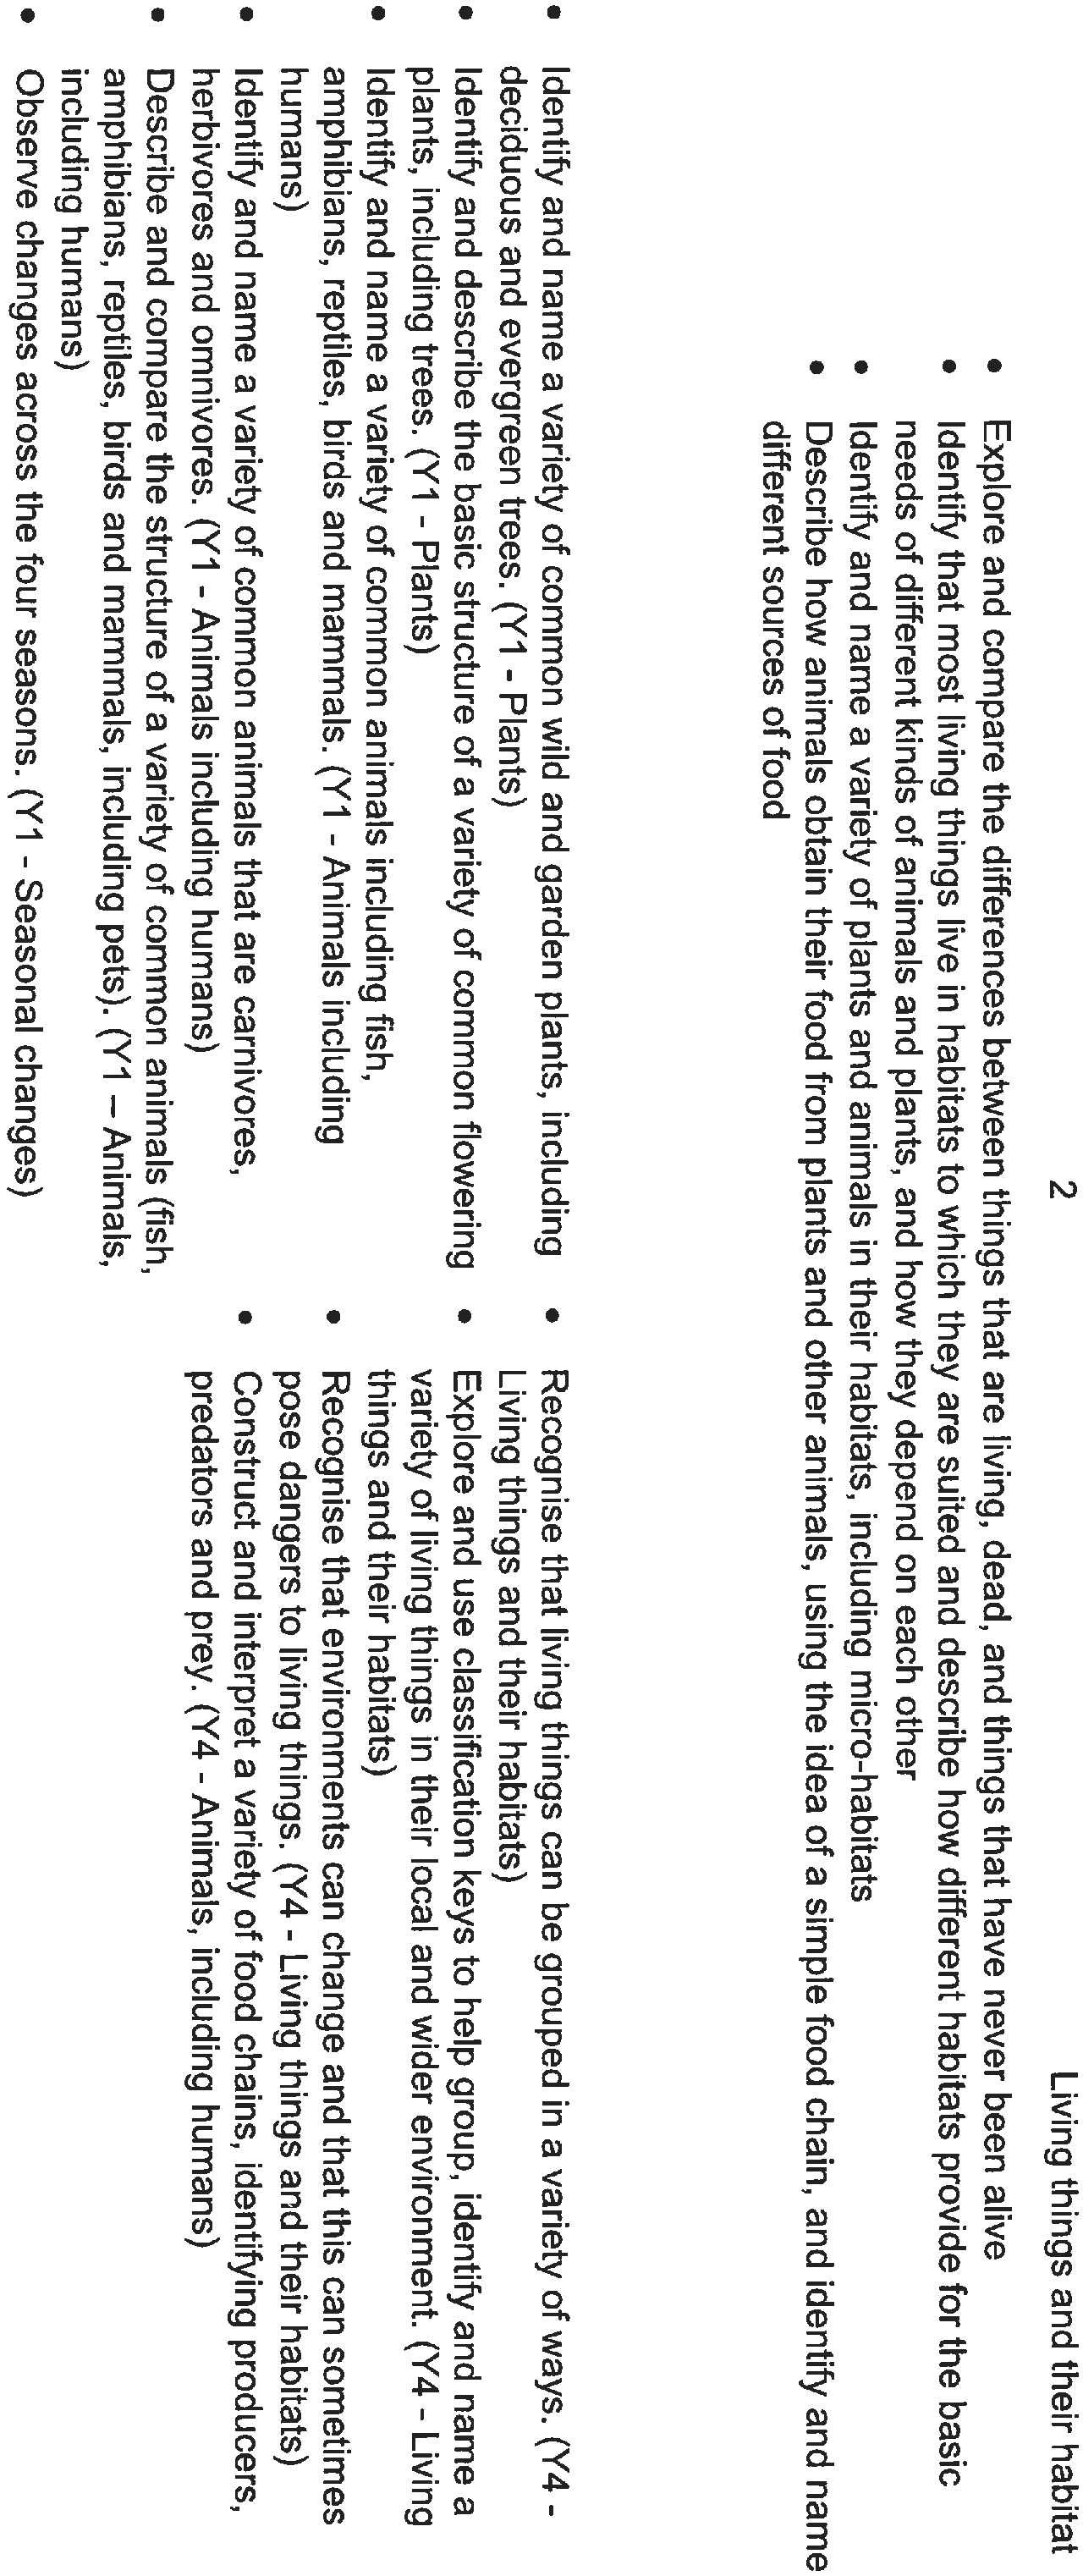 2
Living things and their habitat
• Explore and compare the differences between things that are living, dead, and things that have never been alive
• Identify that most living things live in habitats to which they are suited and describe how different habitats provide for the basic
needs of different kinds of animals and plants, and how they depend on each other
• Identify and name a variety of plants and animals in their habitats, including micro-habitats
• Describe how animals obtain their food from plants and other animals, using the idea of a simple food chain, and identify and name
different sources of food
• Identify and name a variety of common wild and garden plants, including
deciduous and evergreen trees. (Y1 - Plants)
• Identify and describe the basic structure of a variety of common flowering
plants, including trees. (Y1 - Plants)
• Identify and name a variety of common animals including fish,
amphibians, reptiles, birds and mammals. (Y1 - Animals including
humans)
• Identify and name a variety of common animals that are carnivores,
herbivores and omnivores. (Y1 - Animals including humans)
• Describe and compare the structure of a variety of common animals (fish,
amphibians, reptiles, birds and mammals, including pets). (Y1 – Animals,
including humans)
• Observe changes across the four seasons. (Y1 - Seasonal changes)
• Recognise that living things can be grouped in a variety of ways. (Y4 -
Living things and their habitats)
• Explore and use classification keys to help group, identify and name a
variety of living things in their local and wider environment. (Y4 - Living
things and their habitats)
• Recognise that environments can change and that this can sometimes
pose dangers to living things. (Y4 - Living things and their habitats)
• Construct and interpret a variety of food chains, identifying producers,
predators and prey. (Y4 - Animals, including humans)